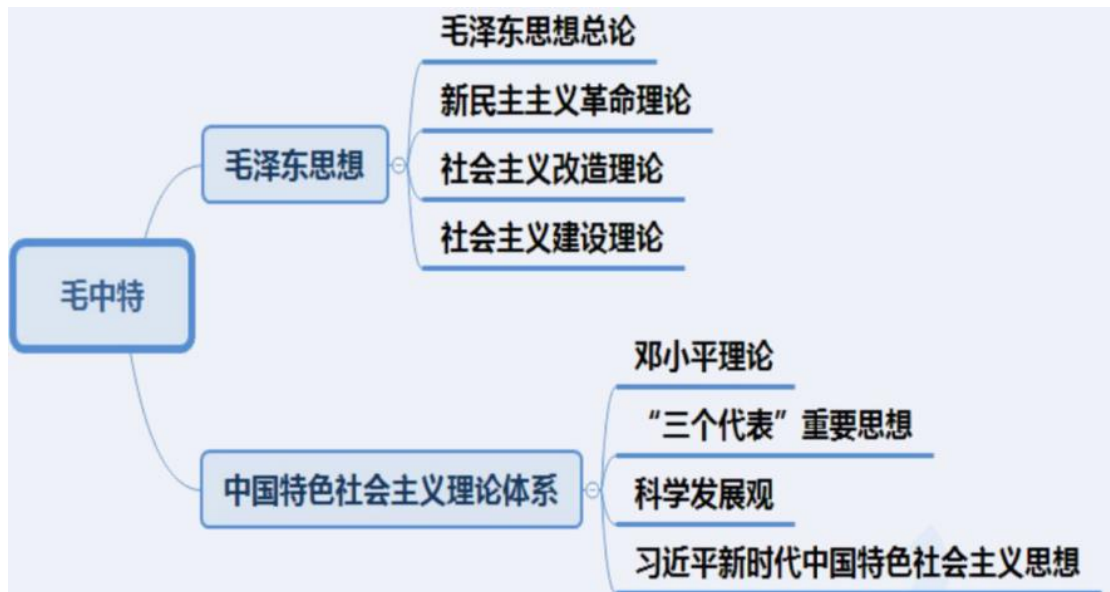 毛泽东思想总论
新民主主义革命理论
毛泽东思想
社会主义改造理论
社会主义建设理论
毛中特
邓小平理论
“三个代表”重要思想
中国特色社会主义理论体系
科学发展观
习近平新时代中国特色社会主义思想